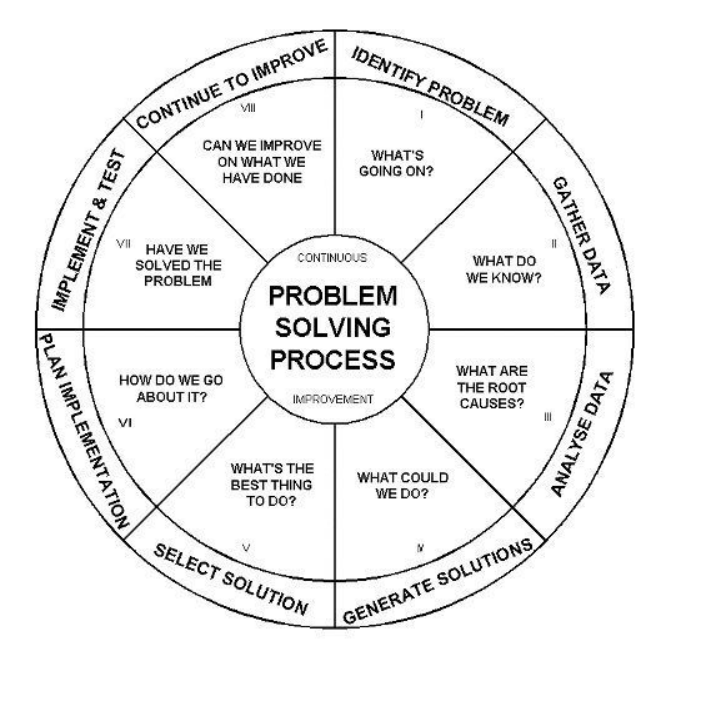 CONTINUOUS
PROBLEM
SOLVING
PROCESS
IMPROVEMENT
IDENTIFY PROBLEM
I
WHAT'S
GOING ON?
GATHER DATA
II
WHAT DO
WE KNOW?
ANALYSE DATA
WHAT ARE
THE ROOT
CAUSES?
III
GENERATE SOLUTIONS
WHAT COULD
WE DO?
IV
SELECT SOLUTION
WHAT'S THE
BEST THING
TO DO?
V
PLAN IMPLEMENTATION
HOW DO WE GO
ABOUT IT?
VI
IMPLEMENT & TEST
VII
HAVE WE
SOLVED THE
PROBLEM
CONTINUE TO IMPROVE
VIII
CAN WE IMPROVE
ON WHAT WE
HAVE DONE